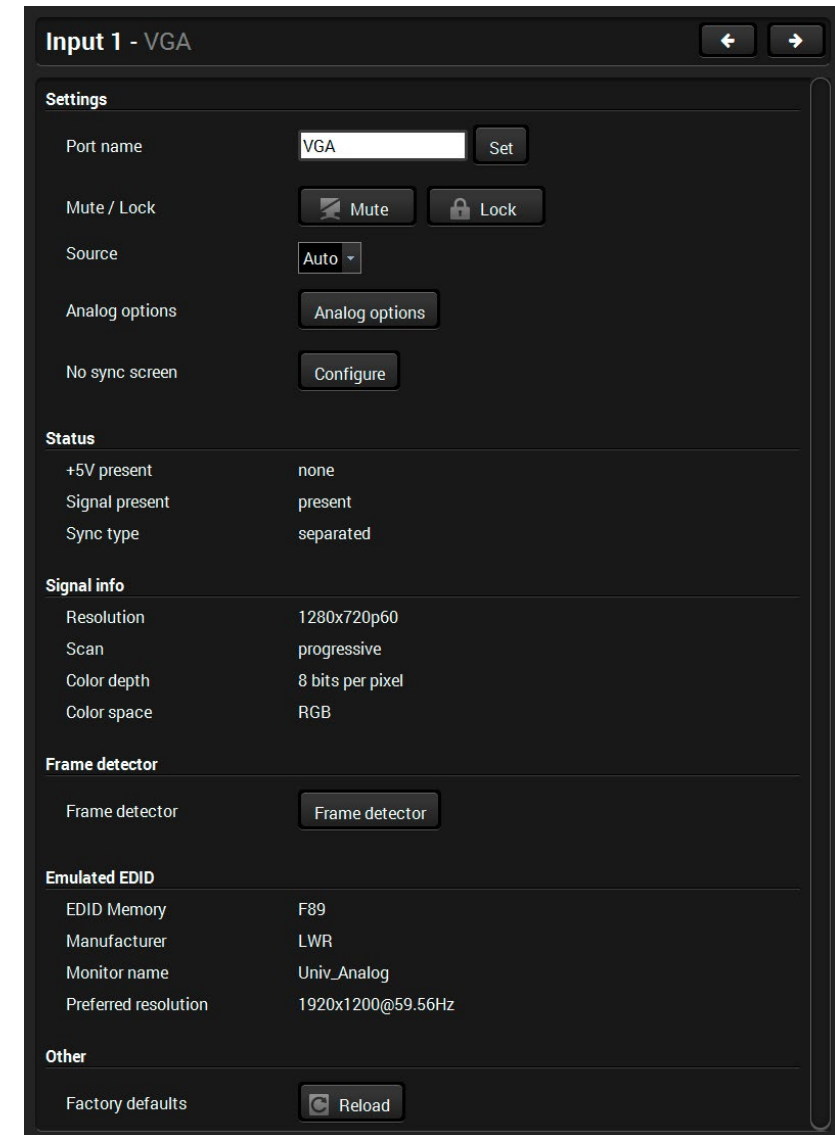 Input 1 - VGA
Settings
Port name VGA Set
Mute / Lock Mute Lock
Source Auto
Analog options Analog options
No sync screen Configure
Status
+5V present none
Signal present present
Sync type separated
Signal info
Resolution 1280x720p60
Scan progressive
Color depth 8 bits per pixel
Color space RGB
Frame detector
Frame detector Frame detector
Emulated EDID
EDID Memory F89
Manufacturer LWR
Monitor name Univ_Analog
Preferred resolution 1920x1200@59.56Hz
Other
Factory defaults Reload